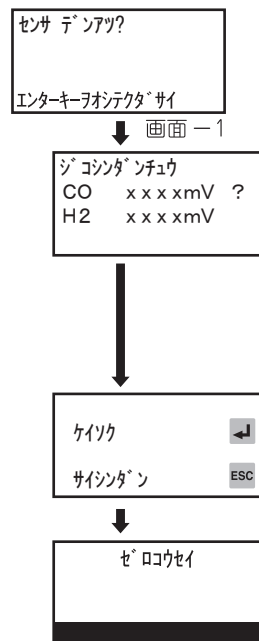 ｾﾝｻ ﾃﾞﾝｱﾂ?
ｴﾝﾀｰｷｰｦｵｼﾃｸﾀﾞｻｲ
画面－1
ｼﾞｺｼﾝﾀﾞﾝﾁｭｳ
CO xxxxmV ?
H2 xxxxmV
ｹｲｿｸ ↵
ｻｲｼﾝﾀﾞﾝ ESC
ｾﾞﾛｺｳｾｲ